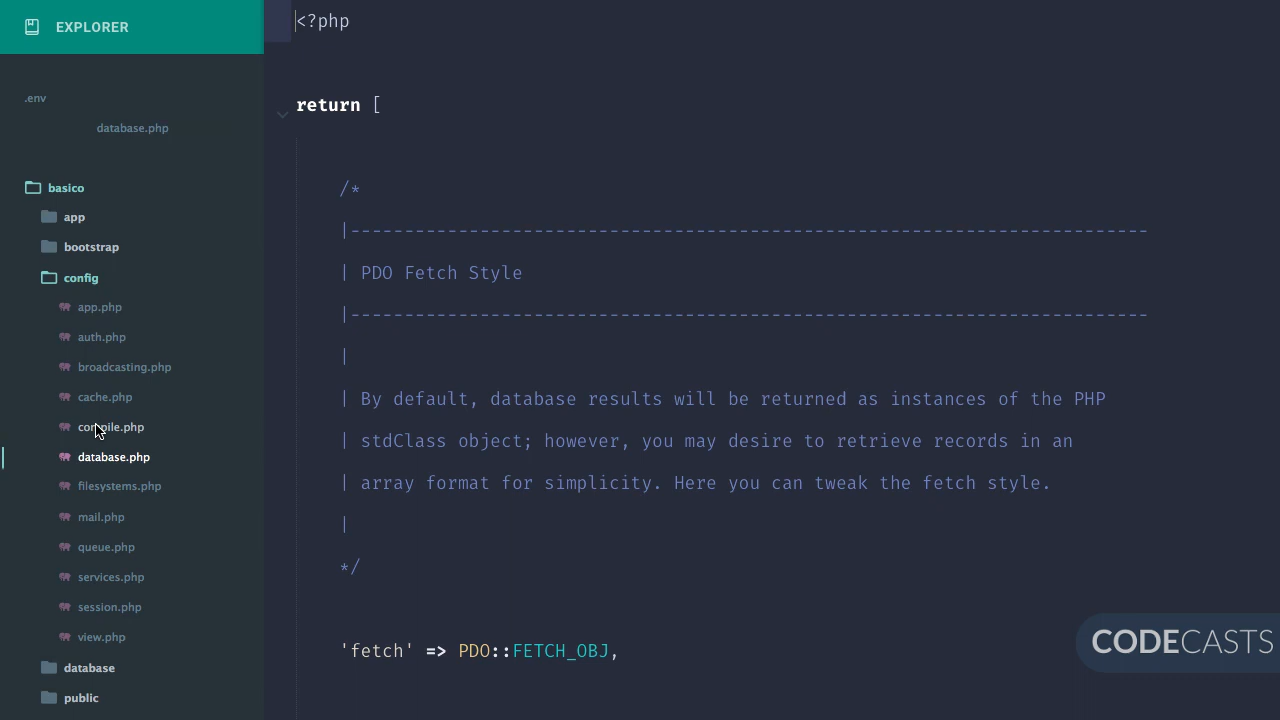 EXPLORER
.env
database.php
basico
app
bootstrap
config
app.php
auth.php
broadcasting.php
cache.php
compile.php
database.php
filesystems.php
mail.php
queue.php
services.php
session.php
view.php
database
public
<?php
return [
/*
|--------------------------------------------------------------------------
| PDO Fetch Style
|--------------------------------------------------------------------------
|
| By default, database results will be returned as instances of the PHP
| stdClass object; however, you may desire to retrieve records in an
| array format for simplicity. Here you can tweak the fetch style.
|
*/
'fetch' => PDO::FETCH_OBJ,
CODECASTS